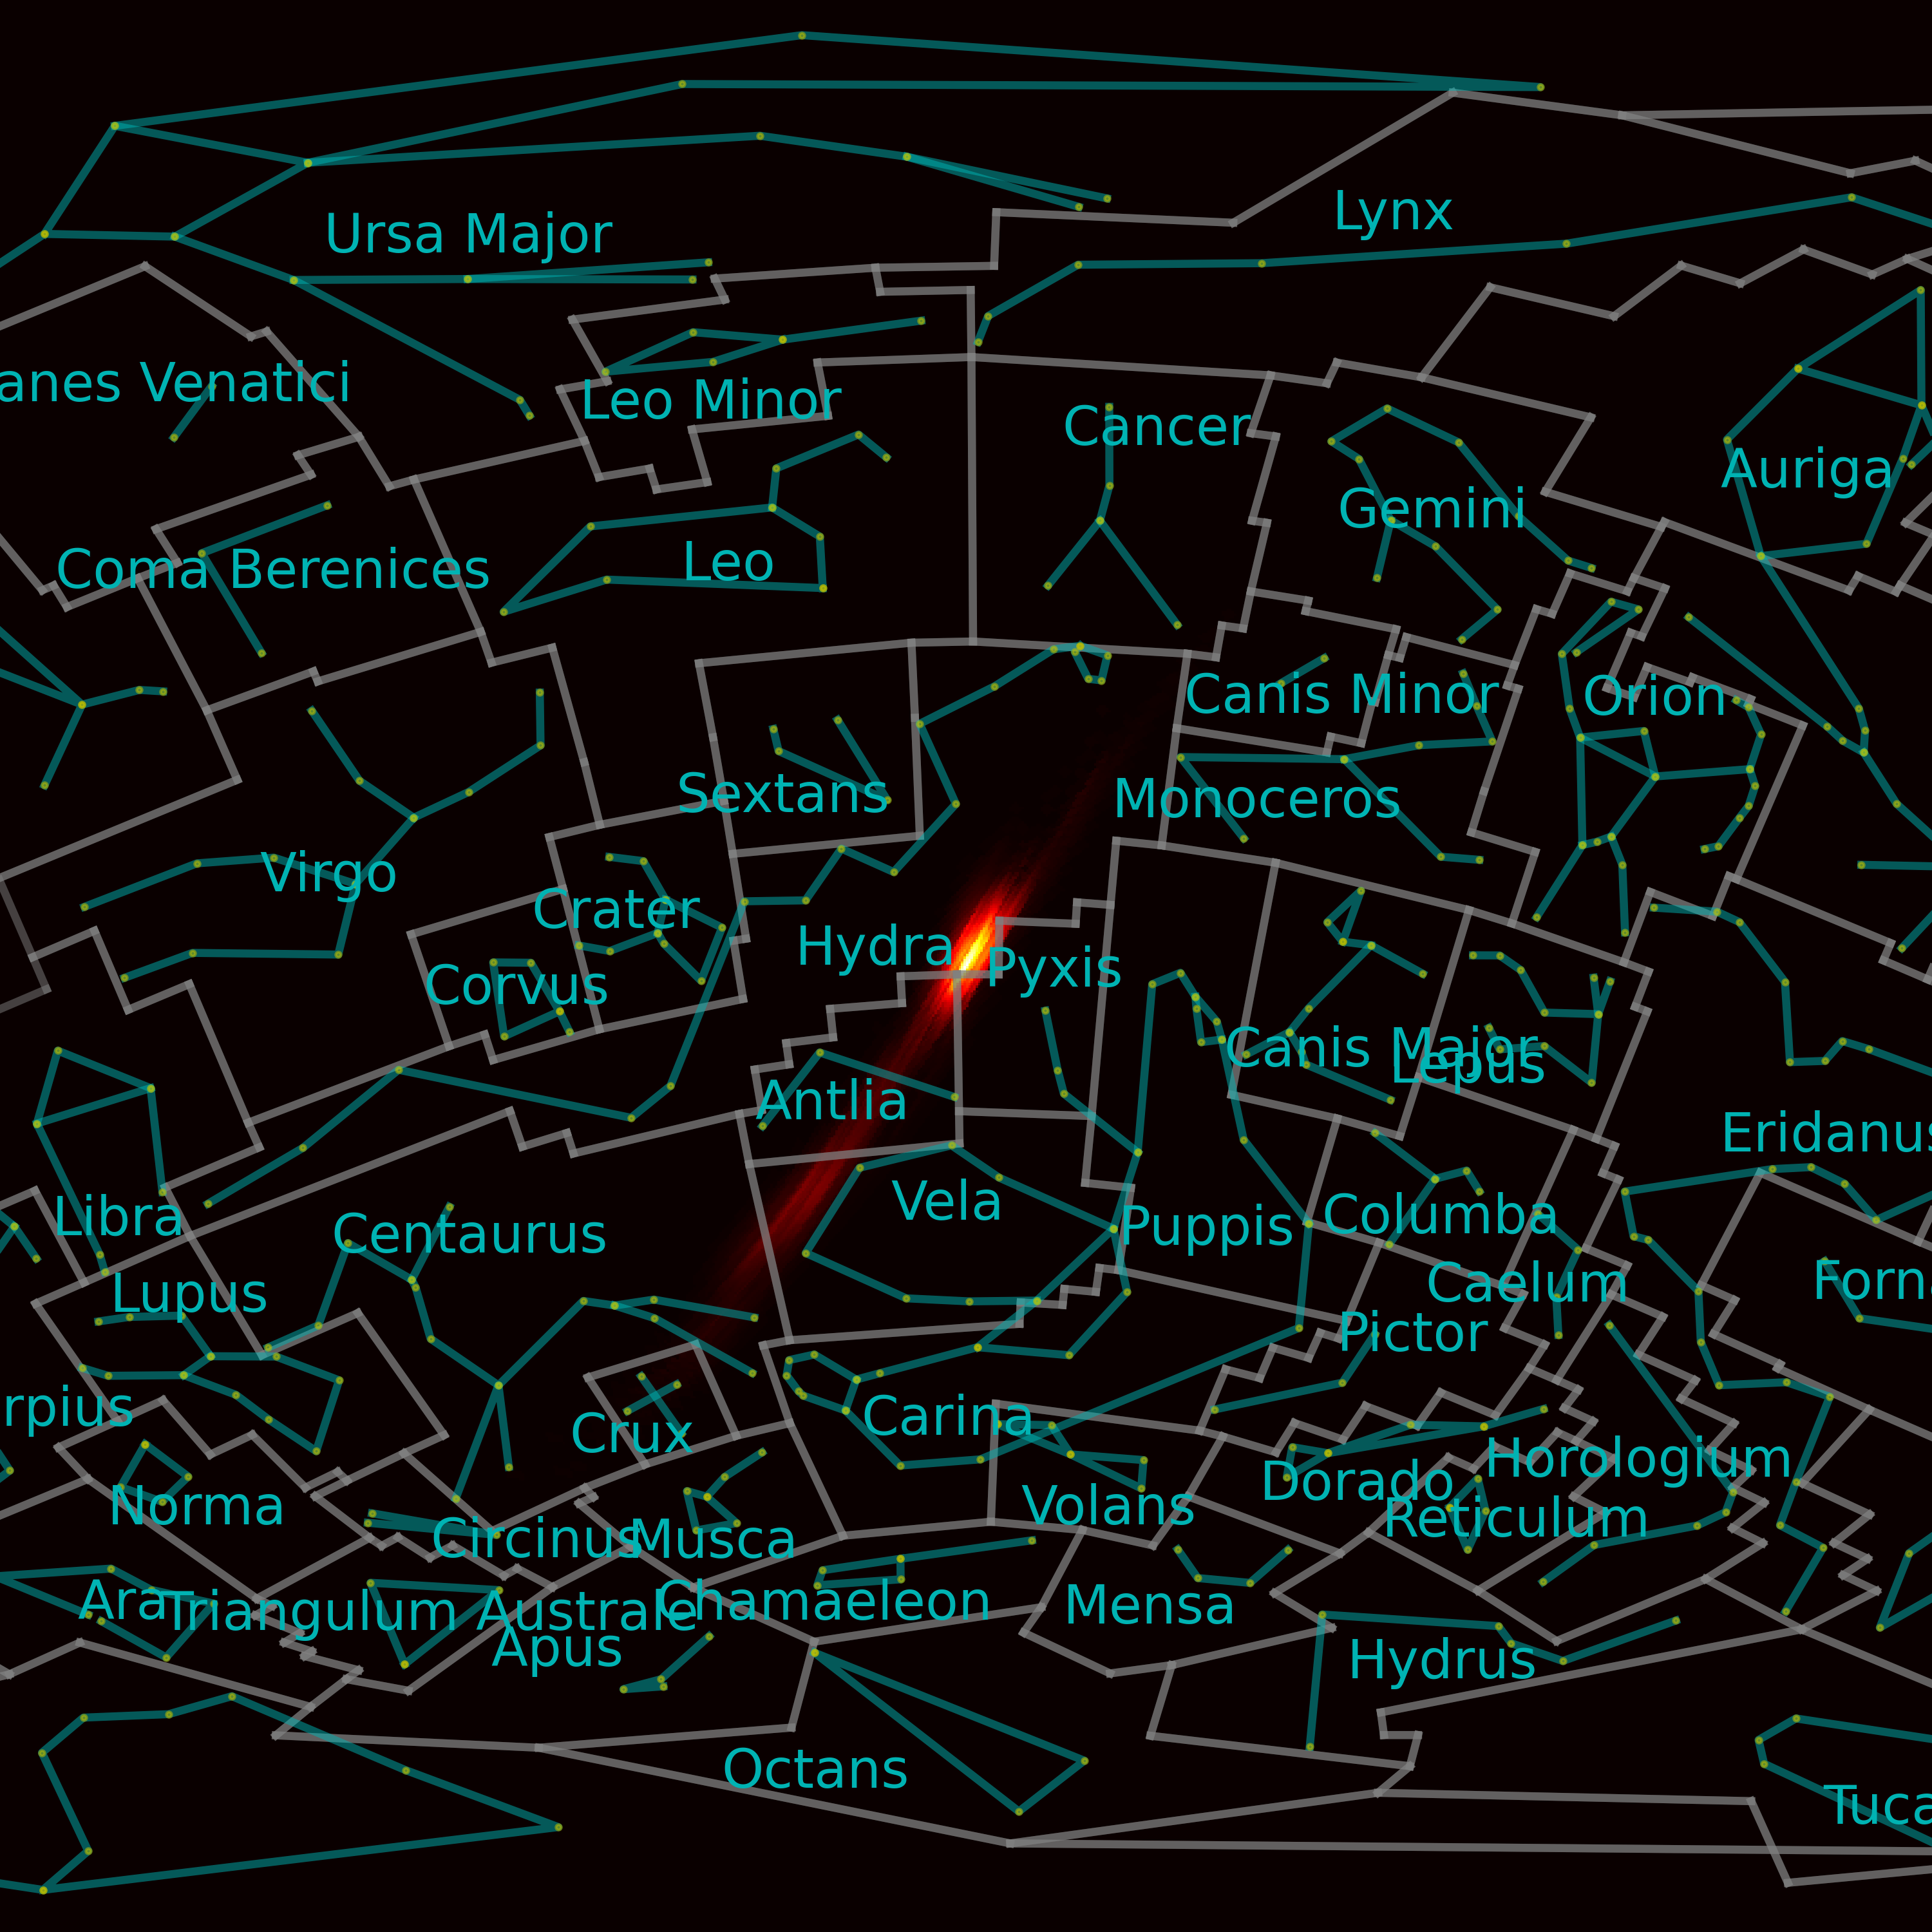 Lynx
Ursa Major
anes Venatici
Leo Minor
Cancer
Auriga
Gemini
Coma Berenices
Leo
Canis Minor
Orion
Sextans
Monoceros
Virgo
Crater
Hydra
Pyxis
Corvus
Canis Major
Lepus
Antlia
Eridanus
Libra
Centaurus
Vela
Puppis
Columba
Lupus
Caelum
Forna
Pictor
rpius
Crux
Carina
Horologium
Norma
Volans
Dorado
Reticulum
Circinus
Musca
Ara
Triangulum Australe
Chamaeleon
Mensa
Apus
Hydrus
Octans
Tuca